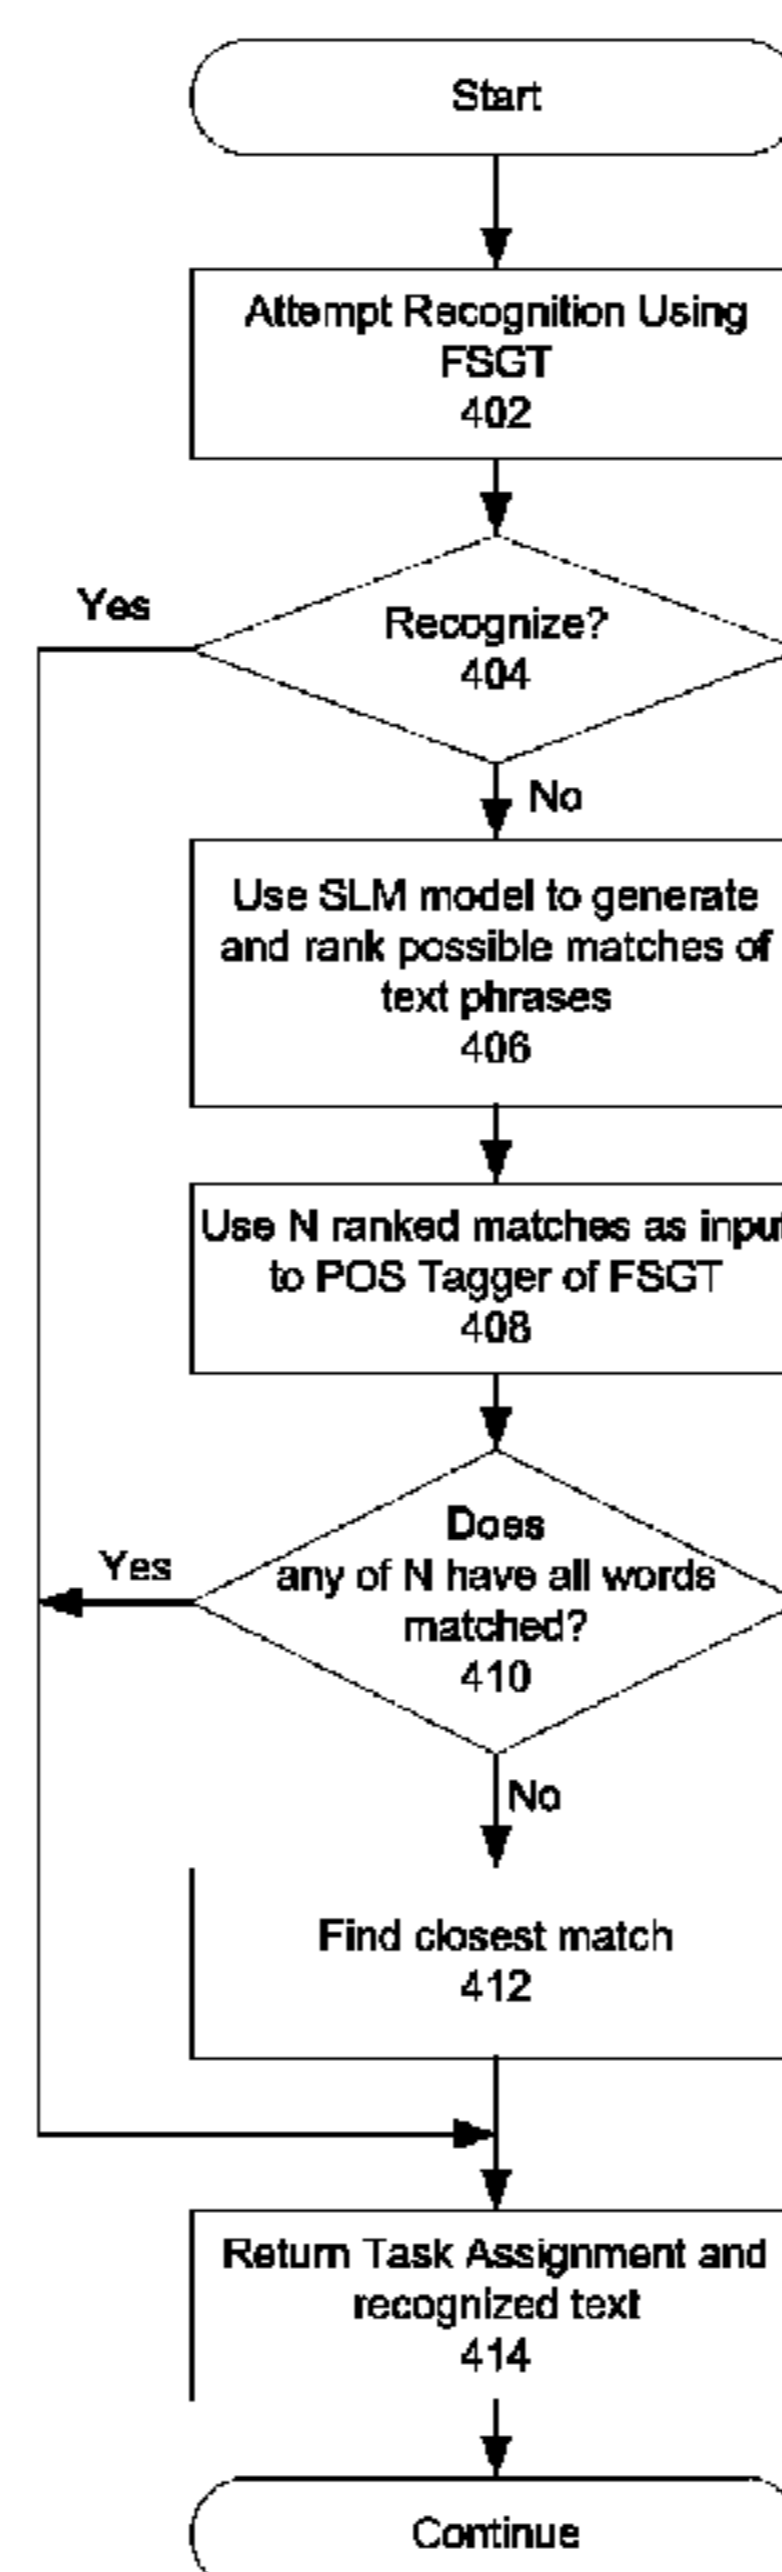 Start
Attempt Recognition Using
FSGT
402
Yes
Recognize?
404
No
Use SLM model to generate
and rank possible matches of
text phrases
406
Use N ranked matches as input
to POS Tagger of FSGT
408
Does
Yes
any of N have all words
matched?
410
No
Find closest match
412
Return Task Assignment and
recognized text
414
Continue